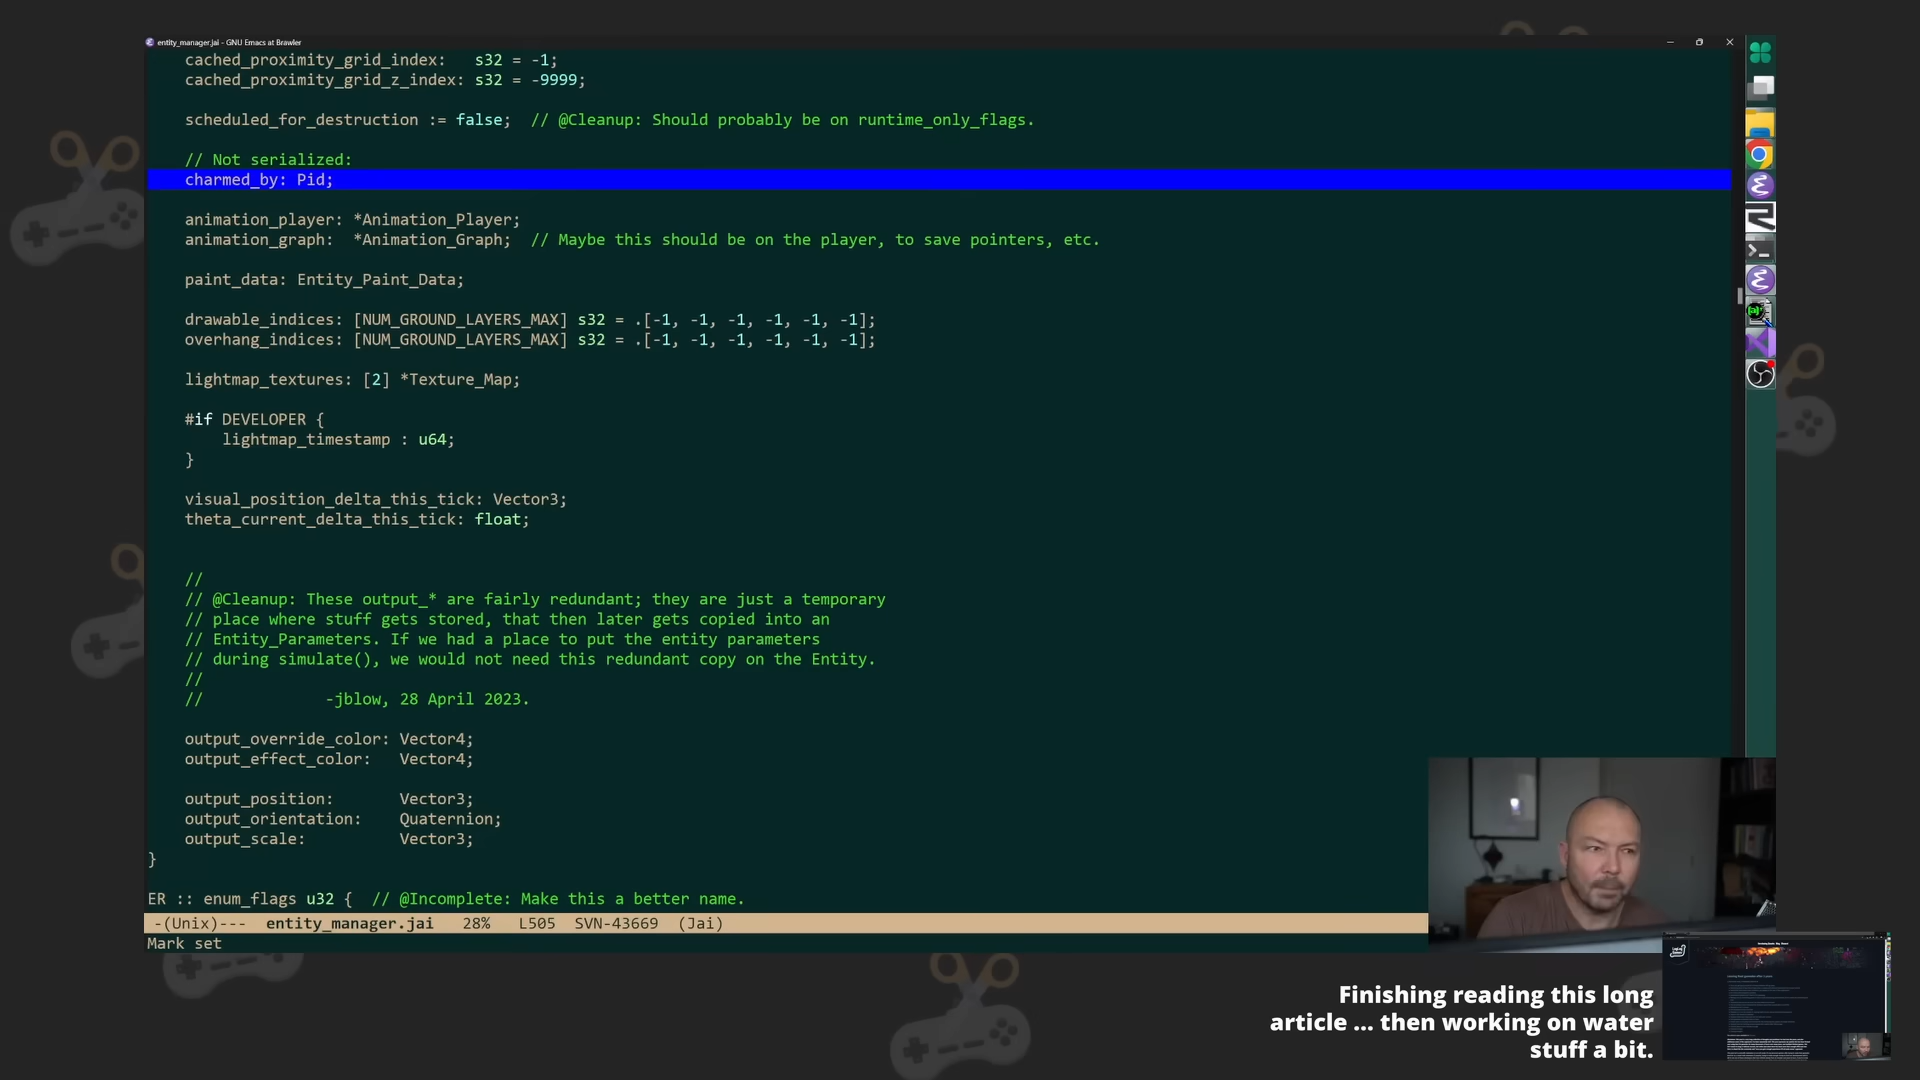 entity_manager.jai - GNU Emacs at Brawler
cached_proximity_grid_index:   s32 = -1;
cached_proximity_grid_z_index: s32 = -9999;
scheduled_for_destruction := false;  // @Cleanup: Should probably be on runtime_only_flags.
// Not serialized:
charmed_by: Pid;
animation_player: *Animation_Player;
animation_graph:  *Animation_Graph;  // Maybe this should be on the player, to save pointers, etc.
paint_data: Entity_Paint_Data;
drawable_indices: [NUM_GROUND_LAYERS_MAX] s32 = .[-1, -1, -1, -1, -1, -1];
overhang_indices: [NUM_GROUND_LAYERS_MAX] s32 = .[-1, -1, -1, -1, -1, -1];
lightmap_textures: [2] *Texture_Map;
#if DEVELOPER {
lightmap_timestamp : u64;
}
visual_position_delta_this_tick: Vector3;
theta_current_delta_this_tick: float;
//
// @Cleanup: These output_* are fairly redundant; they are just a temporary
// place where stuff gets stored, that then later gets copied into an
// Entity_Parameters. If we had a place to put the entity parameters
// during simulate(), we would not need this redundant copy on the Entity.
//
//             -jblow, 28 April 2023.
output_override_color: Vector4;
output_effect_color:   Vector4;
output_position:       Vector3;
output_orientation:    Quaternion;
output_scale:          Vector3;
}
ER :: enum_flags u32 {  // @Incomplete: Make this a better name.
-(Unix)---  entity_manager.jai   28%   L505  SVN-43669  (Jai)
Mark set
Finishing reading this long
article ... then working on water
stuff a bit.